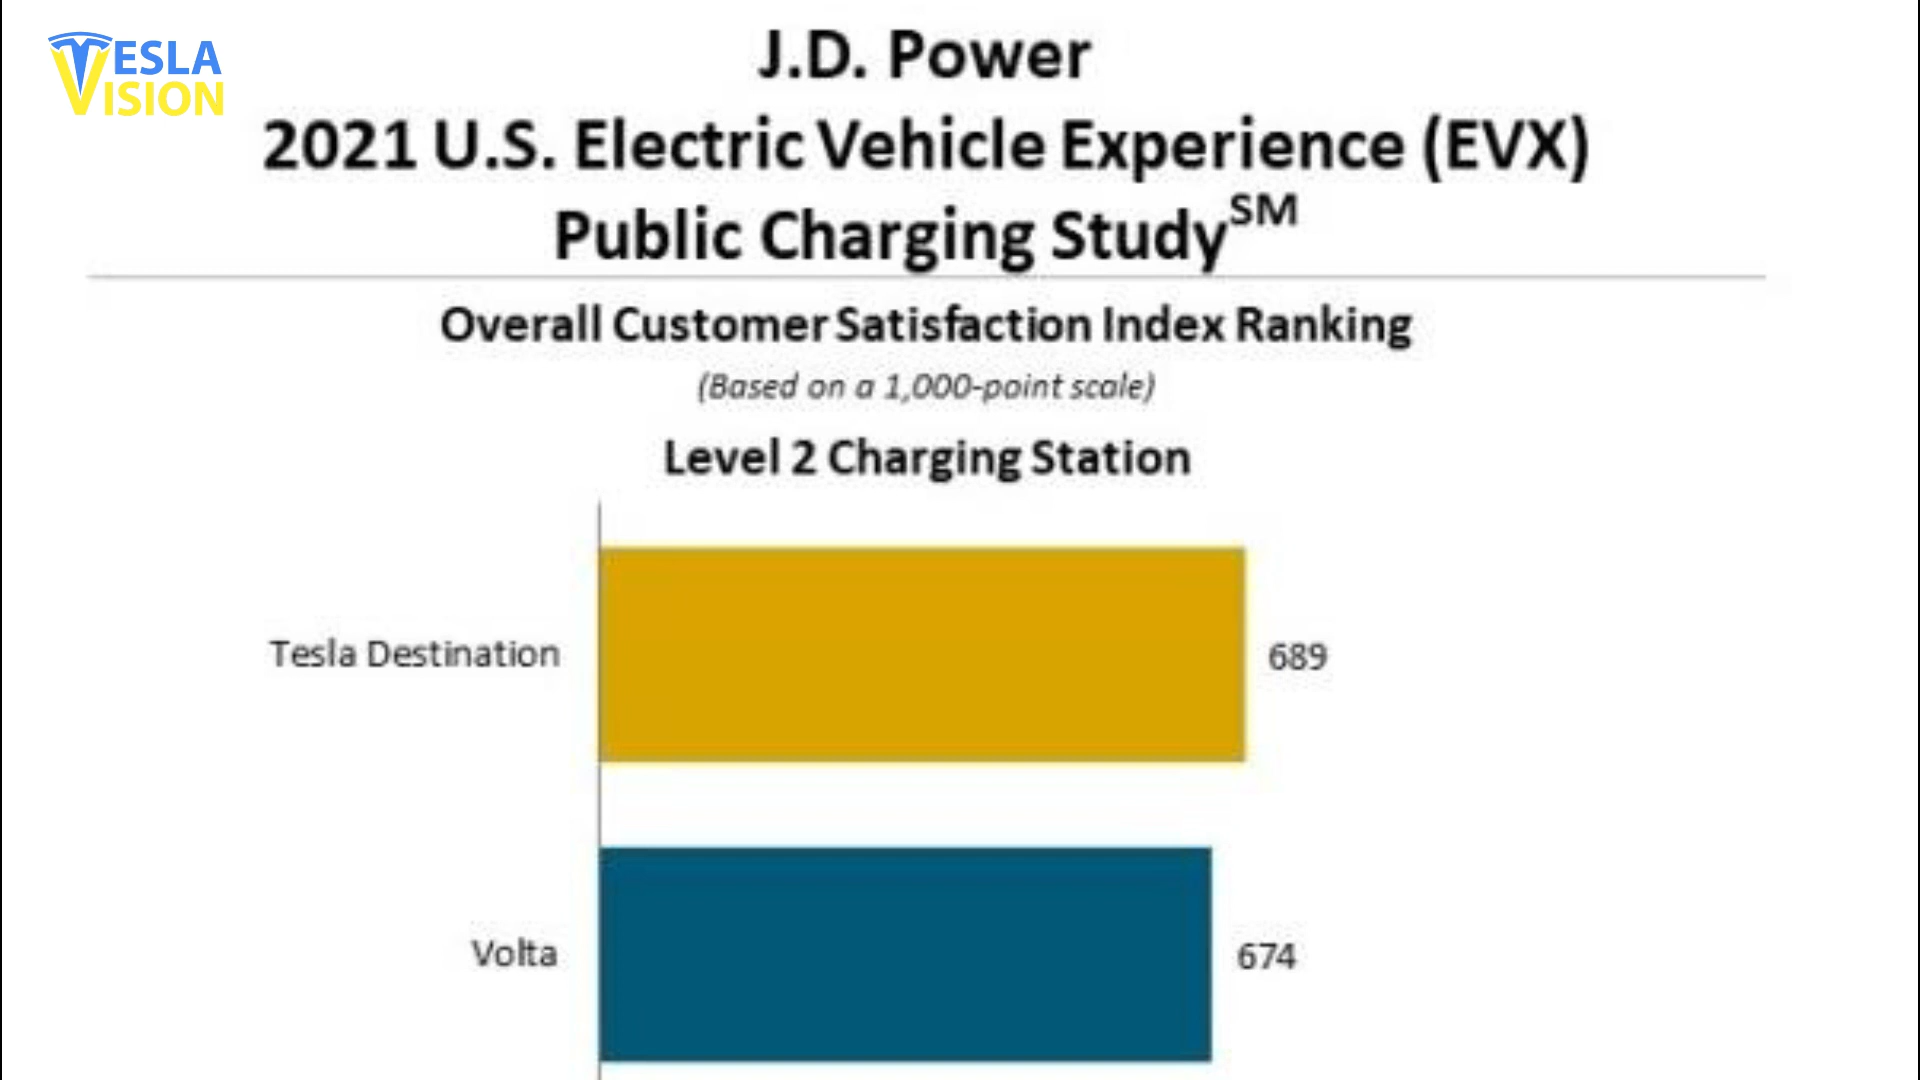 TESLA
VISION
J.D. Power
2021 U.S. Electric Vehicle Experience (EVX)
Public Charging Study℠
Overall Customer Satisfaction Index Ranking
(Based on a 1,000-point scale)
Level 2 Charging Station
Tesla Destination 689
Volta 674